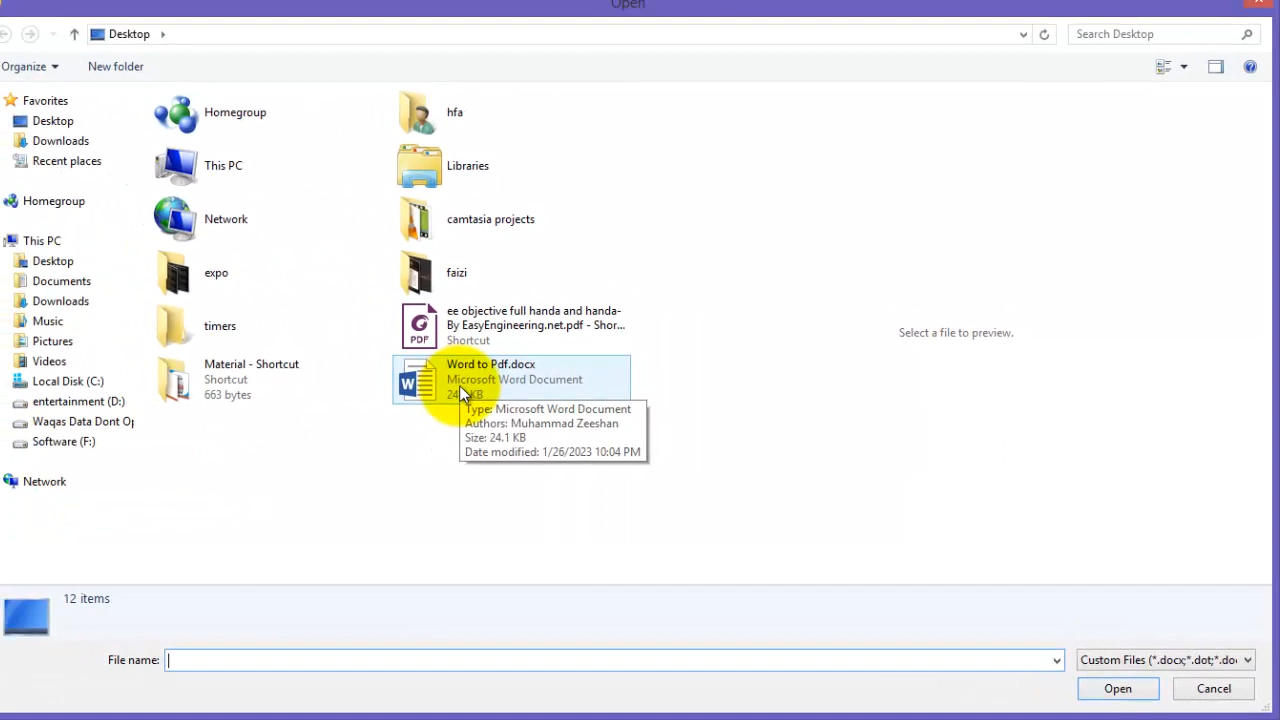 Open
Desktop
Search Desktop
Organize
New folder
Favorites
Desktop
Downloads
Recent places
Homegroup
This PC
Desktop
Documents
Downloads
Music
Pictures
Videos
Local Disk (C:)
entertainment (D:)
Waqas Data Dont Op
Software (F:)
Network
Homegroup
hfa
This PC
Libraries
Network
camtasia projects
expo
faizi
timers
ee objective full handa and handa-
By EasyEngineering.net.pdf - Shor...
Shortcut
PDF
Material - Shortcut
Shortcut
663 bytes
Word to Pdf.docx
Microsoft Word Document
KB
W
Type: Microsoft Word Document
Authors: Muhammad Zeeshan
Size: 24.1 KB
Date modified: 1/26/2023 10:04 PM
Select a file to preview.
12 items
File name:
Custom Files (*.docx;*.dot;*.do
Open
Cancel